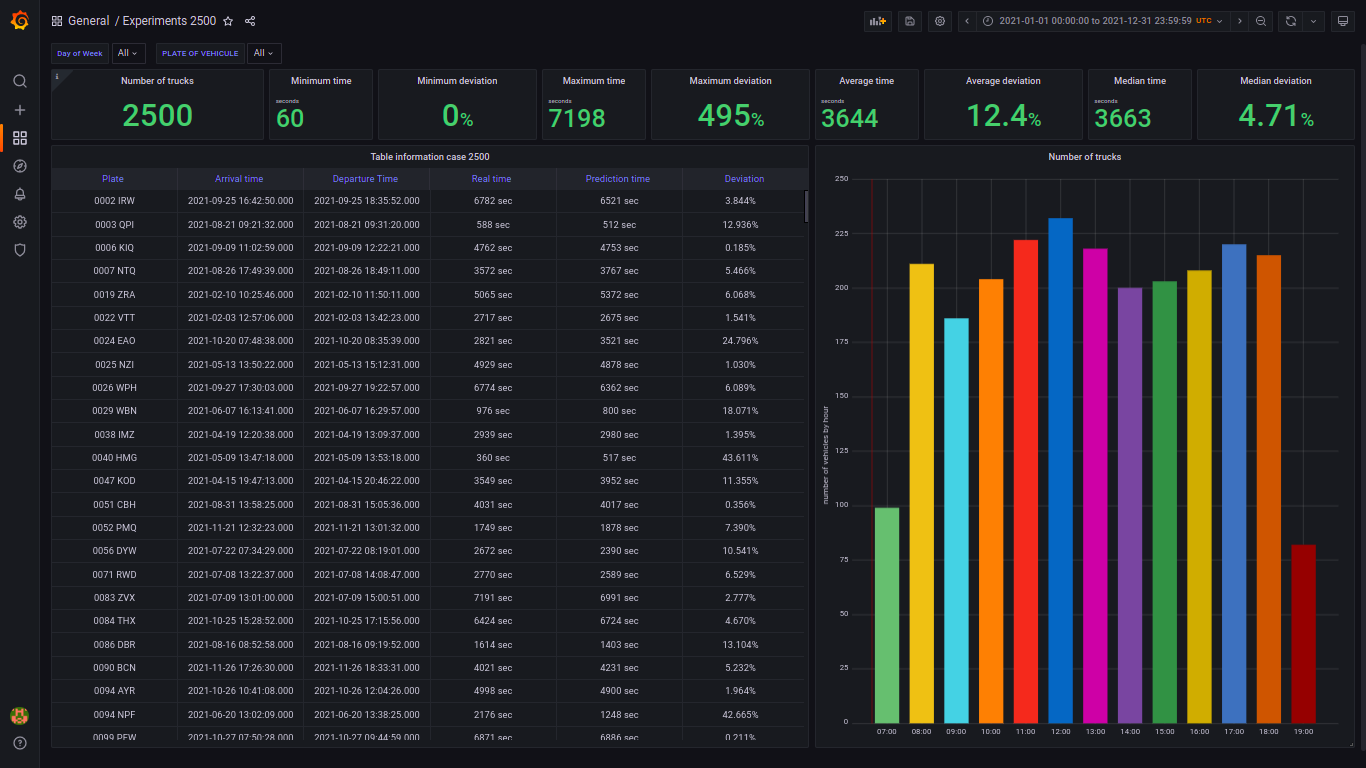 General / Experiments 2500
2021-01-01 00:00:00 to 2021-12-31 23:59:59 UTC
Day of Week All PLATE OF VEHICULE All
i
Number of trucks
2500
Minimum time
seconds
60
Minimum deviation
0%
Maximum time
seconds
7198
Maximum deviation
495%
Average time
seconds
3644
Average deviation
12.4%
Median time
seconds
3663
Median deviation
4.71%
Table information case 2500
Plate Arrival time Departure Time Real time Prediction time Deviation
0002 IRW 2021-09-25 16:42:50.000 2021-09-25 18:35:52.000 6782 sec 6521 sec 3.844%
0003 QPI 2021-08-21 09:21:32.000 2021-08-21 09:31:20.000 588 sec 512 sec 12.936%
0006 KIQ 2021-09-09 11:02:59.000 2021-09-09 12:22:21.000 4762 sec 4753 sec 0.185%
0007 NTQ 2021-08-26 17:49:39.000 2021-08-26 18:49:11.000 3572 sec 3767 sec 5.466%
0019 ZRA 2021-02-10 10:25:46.000 2021-02-10 11:50:11.000 5065 sec 5372 sec 6.068%
0022 VTT 2021-02-03 12:57:06.000 2021-02-03 13:42:23.000 2717 sec 2675 sec 1.541%
0024 EAO 2021-10-20 07:48:38.000 2021-10-20 08:35:39.000 2821 sec 3521 sec 24.796%
0025 NZI 2021-05-13 13:50:22.000 2021-05-13 15:12:31.000 4929 sec 4878 sec 1.030%
0026 WPH 2021-09-27 17:30:03.000 2021-09-27 19:22:57.000 6774 sec 6362 sec 6.089%
0029 WBN 2021-06-07 16:13:41.000 2021-06-07 16:29:57.000 976 sec 800 sec 18.071%
0038 IMZ 2021-04-19 12:20:38.000 2021-04-19 13:09:37.000 2939 sec 2980 sec 1.395%
0040 HMG 2021-05-09 13:47:18.000 2021-05-09 13:53:18.000 360 sec 517 sec 43.611%
0047 KOD 2021-04-15 19:47:13.000 2021-04-15 20:46:22.000 3549 sec 3952 sec 11.355%
0051 CBH 2021-08-31 13:58:25.000 2021-08-31 15:05:36.000 4031 sec 4017 sec 0.356%
0052 PMQ 2021-11-21 12:32:23.000 2021-11-21 13:01:32.000 1749 sec 1878 sec 7.390%
0056 DYW 2021-07-22 07:34:29.000 2021-07-22 08:19:01.000 2672 sec 2390 sec 10.541%
0071 RWD 2021-07-08 13:22:37.000 2021-07-08 14:08:47.000 2770 sec 2589 sec 6.529%
0083 ZVX 2021-07-09 13:01:00.000 2021-07-09 15:00:51.000 7191 sec 6991 sec 2.777%
0084 THX 2021-10-25 15:28:52.000 2021-10-25 17:15:56.000 6424 sec 6724 sec 4.670%
0086 DBR 2021-08-16 08:52:58.000 2021-08-16 09:19:52.000 1614 sec 1403 sec 13.104%
0090 BCN 2021-11-26 17:26:30.000 2021-11-26 18:33:31.000 4021 sec 4231 sec 5.232%
0094 AYR 2021-10-26 10:41:08.000 2021-10-26 12:04:26.000 4998 sec 4900 sec 1.964%
0094 NPF 2021-06-20 13:02:09.000 2021-06-20 13:38:25.000 2176 sec 1248 sec 42.665%
0099 PFW 2021-10-27 07:50:28.000 2021-10-27 09:44:59.000 6871 sec 6886 sec 0.211%
Number of trucks
number of vehicles by hour
250
225
200
175
150
125
100
75
50
25
0
07:00 08:00 09:00 10:00 11:00 12:00 13:00 14:00 15:00 16:00 17:00 18:00 19:00